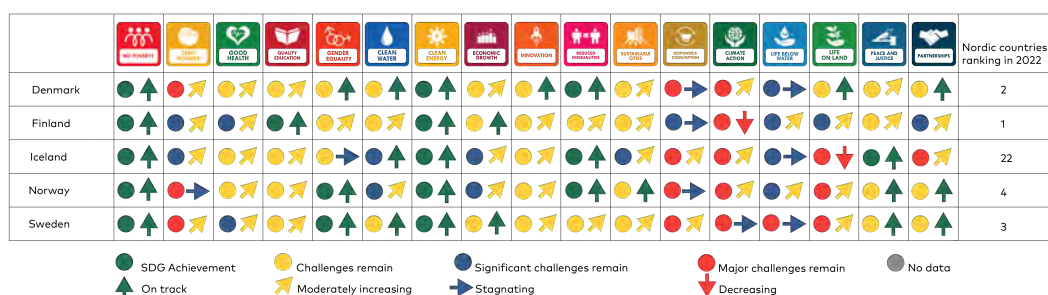 NO POVERTY
ZERO HUNGER
GOOD HEALTH
QUALITY EDUCATION
GENDER EQUALITY
CLEAN WATER
CLEAN ENERGY
ECONOMIC GROWTH
INNOVATION
REDUCED INEQUALITIES
SUSTAINABLE CITIES
RESPONSIBLE CONSUMPTION
CLIMATE ACTION
LIFE BELOW WATER
LIFE ON LAND
PEACE AND JUSTICE
PARTNERSHIPS
Nordic countries
ranking in 2022
Denmark 2
Finland 1
Iceland 22
Norway 4
Sweden 3
SDG Achievement Challenges remain Significant challenges remain Major challenges remain No data
On track Moderately increasing Stagnating Decreasing